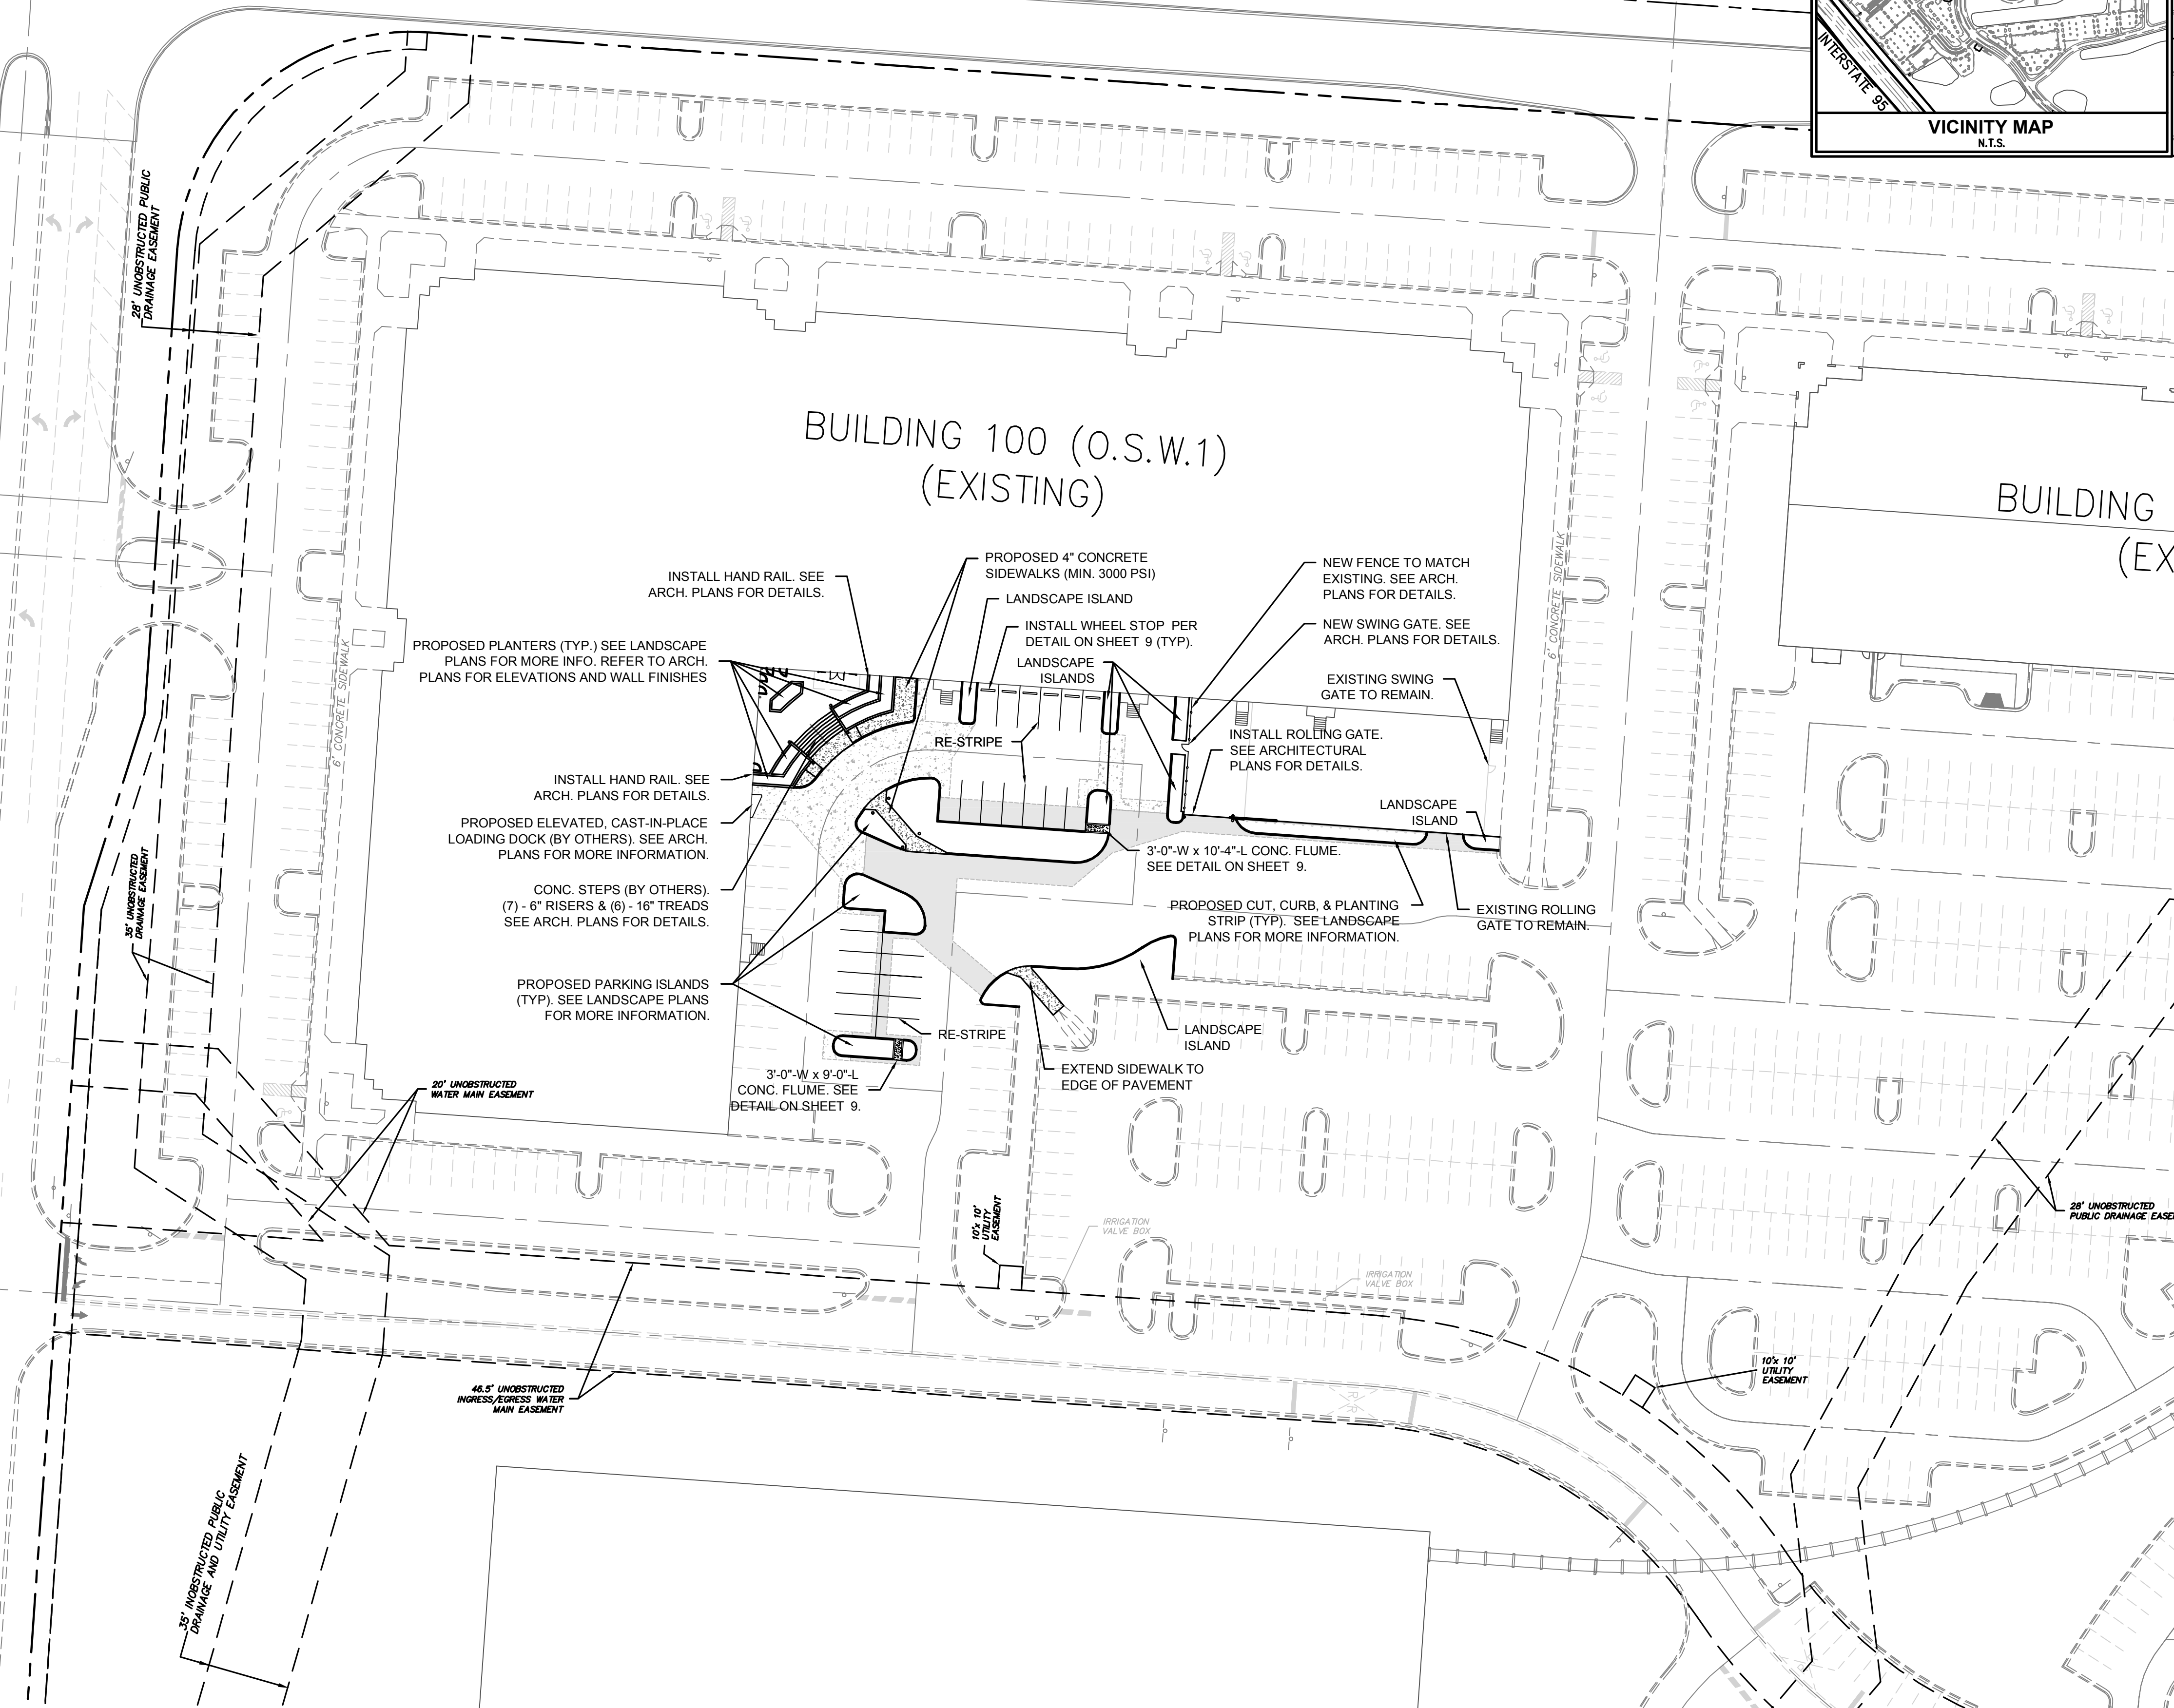 INTERSTATE 95
VICINITY MAP
N.T.S.
28' UNOBSTRUCTED PUBLIC
DRAINAGE EASEMENT
BUILDING 100 (O.S.W.1)
(EXISTING)
BUILDING
6' CONCRETE SIDEWALK
6' CONCRETE SIDEWALK
INSTALL HAND RAIL. SEE
ARCH. PLANS FOR DETAILS.
PROPOSED 4" CONCRETE
SIDEWALKS (MIN. 3000 PSI)
LANDSCAPE ISLAND
INSTALL WHEEL STOP PER
DETAIL ON SHEET 9 (TYP).
LANDSCAPE
ISLANDS
NEW FENCE TO MATCH
EXISTING. SEE ARCH.
PLANS FOR DETAILS.
NEW SWING GATE. SEE
ARCH. PLANS FOR DETAILS.
EXISTING SWING
GATE TO REMAIN.
PROPOSED PLANTERS (TYP.) SEE LANDSCAPE
PLANS FOR MORE INFO. REFER TO ARCH.
PLANS FOR ELEVATIONS AND WALL FINISHES
RE-STRIPE
INSTALL ROLLING GATE.
SEE ARCHITECTURAL
PLANS FOR DETAILS.
INSTALL HAND RAIL. SEE
ARCH. PLANS FOR DETAILS.
LANDSCAPE
ISLAND
PROPOSED ELEVATED, CAST-IN-PLACE
LOADING DOCK (BY OTHERS). SEE ARCH.
PLANS FOR MORE INFORMATION.
3'-0"-W x 10'-4"-L CONC. FLUME.
SEE DETAIL ON SHEET 9.
CONC. STEPS (BY OTHERS).
(7) - 6" RISERS & (6) - 16" TREADS
SEE ARCH. PLANS FOR DETAILS.
PROPOSED CUT, CURB, & PLANTING
STRIP (TYP). SEE LANDSCAPE
PLANS FOR MORE INFORMATION.
EXISTING ROLLING
GATE TO REMAIN.
35' UNOBSTRUCTED
DRAINAGE EASEMENT
PROPOSED PARKING ISLANDS
(TYP). SEE LANDSCAPE PLANS
FOR MORE INFORMATION.
RE-STRIPE
LANDSCAPE
ISLAND
EXTEND SIDEWALK TO
EDGE OF PAVEMENT
3'-0"-W x 9'-0"-L
CONC. FLUME. SEE
DETAIL ON SHEET 9.
20' UNOBSTRUCTED
WATER MAIN EASEMENT
10'x 10'
UTILITY
EASEMENT
IRRIGATION
VALVE BOX
IRRIGATION
VALVE BOX
28' UNOBSTRUCTED
PUBLIC DRAINAGE
46.5' UNOBSTRUCTED
INGRESS/EGRESS WATER
MAIN EASEMENT
10'x 10'
UTILITY
EASEMENT
35' INOBSTRUCTED PUBLIC
DRAINAGE AND UTILITY EASEMENT